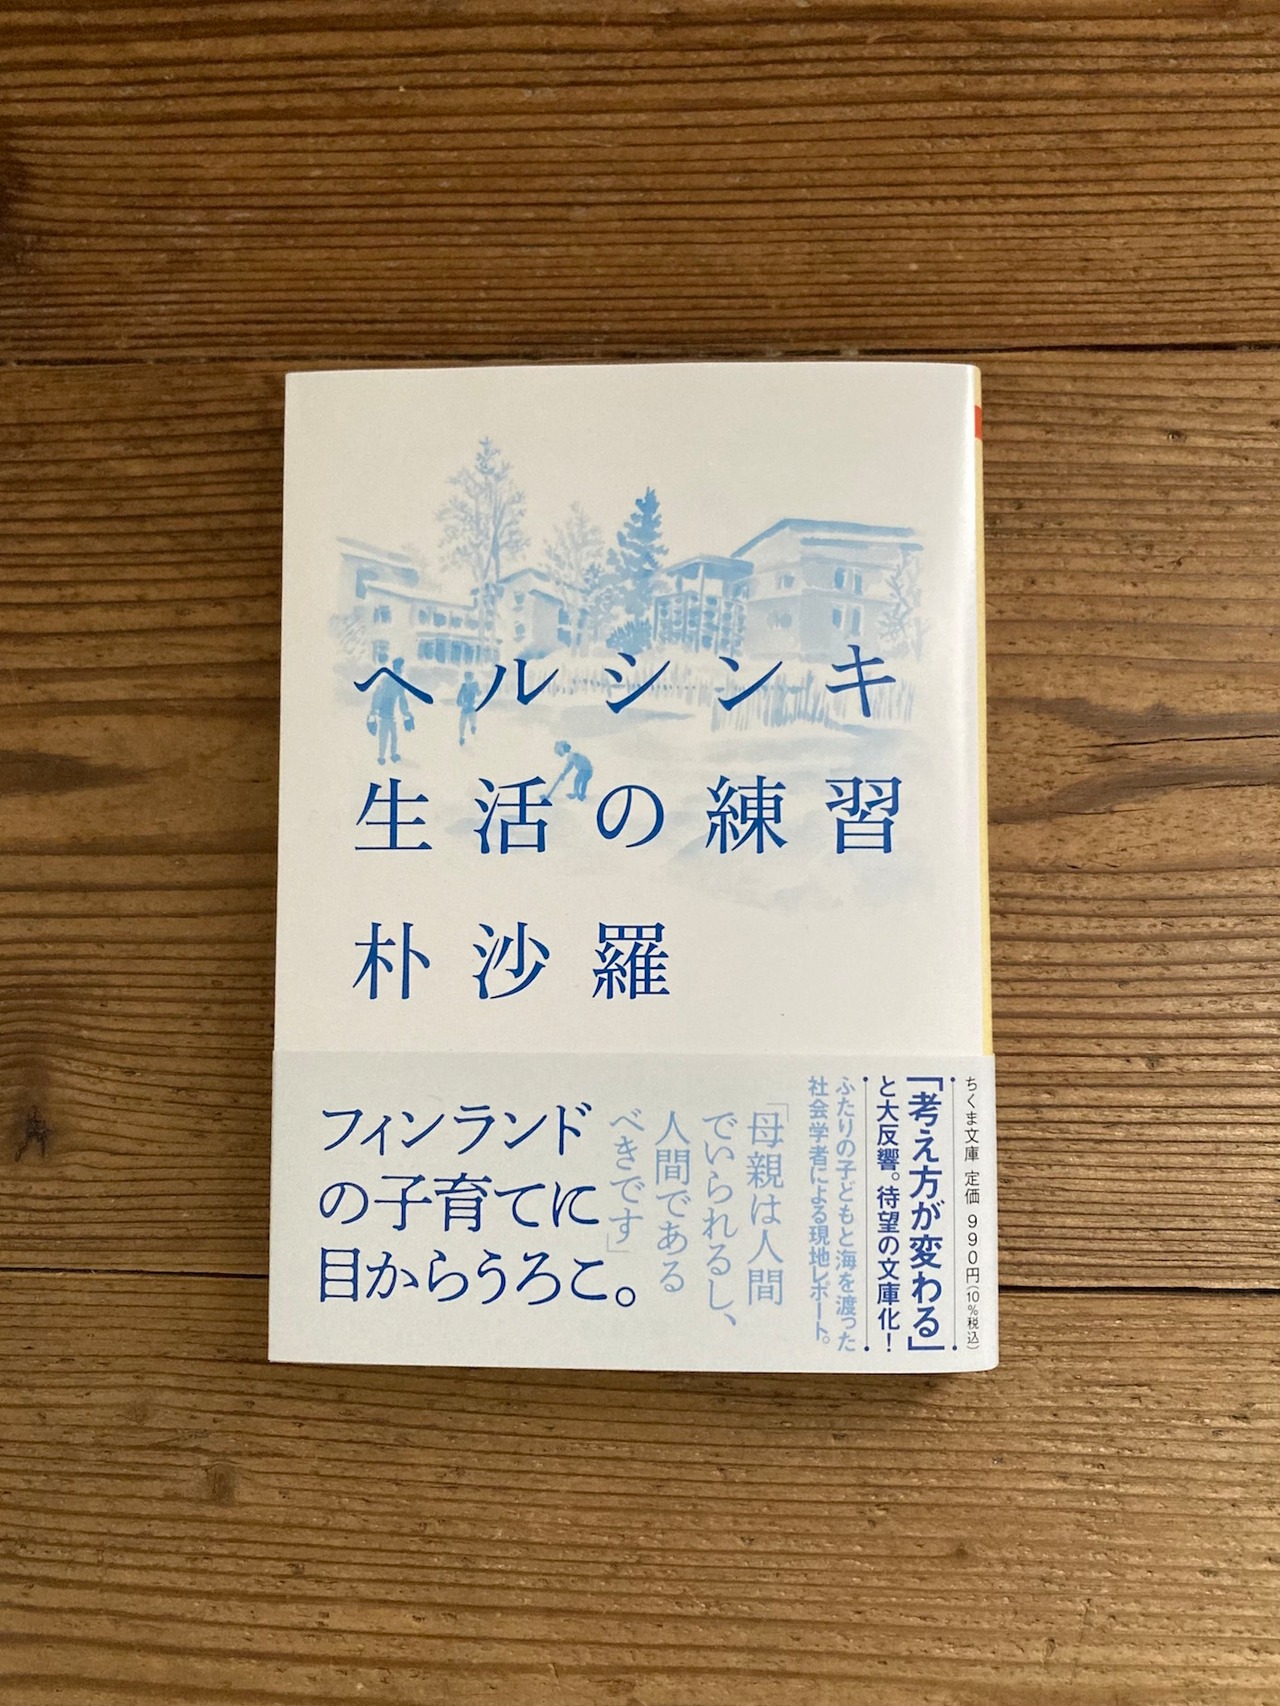 ヘルシンキ
生活の練習
朴沙羅
ちくま文庫 定価 990円(10%税込)
「考え方が変わる」
と大反響。待望の文庫化!
ふたりの子どもと海を渡った
社会学者による現地レポート。
「母親は人間
でいられるし、
人間である
べきです」
フィンランド
の子育てに
目からうろこ。